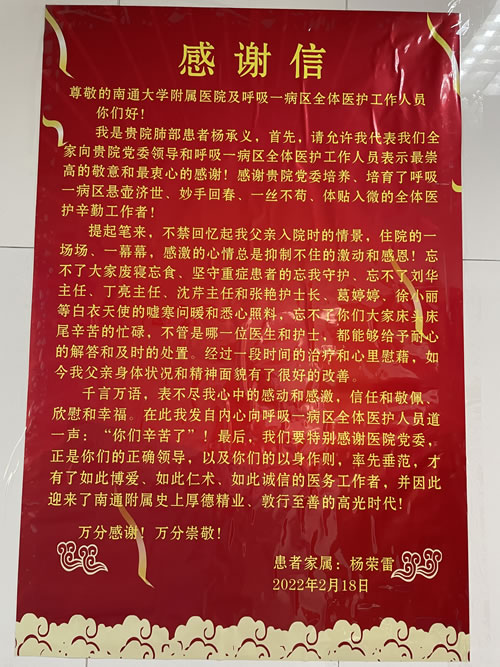 感谢信
尊敬的南通大学附属医院及呼吸一病区全体医护工作人员
你们好！
我是贵院肺部患者杨承义，首先，请允许我代表我们全
家向贵院党委领导和呼吸一病区全体医护工作人员表示最崇
高的敬意和最衷心的感谢！感谢贵院党委培养、培育了呼吸
一病区悬壶济世、妙手回春、一丝不苟、体贴入微的全体医
护辛勤工作者！
提起笔来，不禁回忆起我父亲入院时的情景，住院的一
场场、一幕幕，感激的心情总是抑制不住的激动和感恩！忘
不了大家废寝忘食、坚守重症患者的忘我守护、忘不了刘华
主任、丁亮主任、沈芹主任和张艳护士长、葛婷婷、徐小丽
等白衣天使的嘘寒问暖和悉心照料，忘不了你们大家床头床
尾辛苦的忙碌，不管是哪一位医生和护士，都能够给予耐心
的解答和及时的处置。经过一段时间的治疗和心里慰藉，如
今我父亲身体状况和精神面貌有了很好的改善。
千言万语，表不尽我心中的感动和感激，信任和敬佩、
欣慰和幸福。在此我发自内心向呼吸一病区全体医护人员道
一声：“你们辛苦了”！最后，我们要特别感谢医院党委，
正是你们的正确领导，以及你们的以身作则，率先垂范，才
有了如此博爱、如此仁术、如此诚信的医务工作者，并因此
迎来了南通附属史上厚德精业、敦行至善的高光时代！
万分感谢！万分崇敬！
患者家属：杨荣雷
2022年2月18日